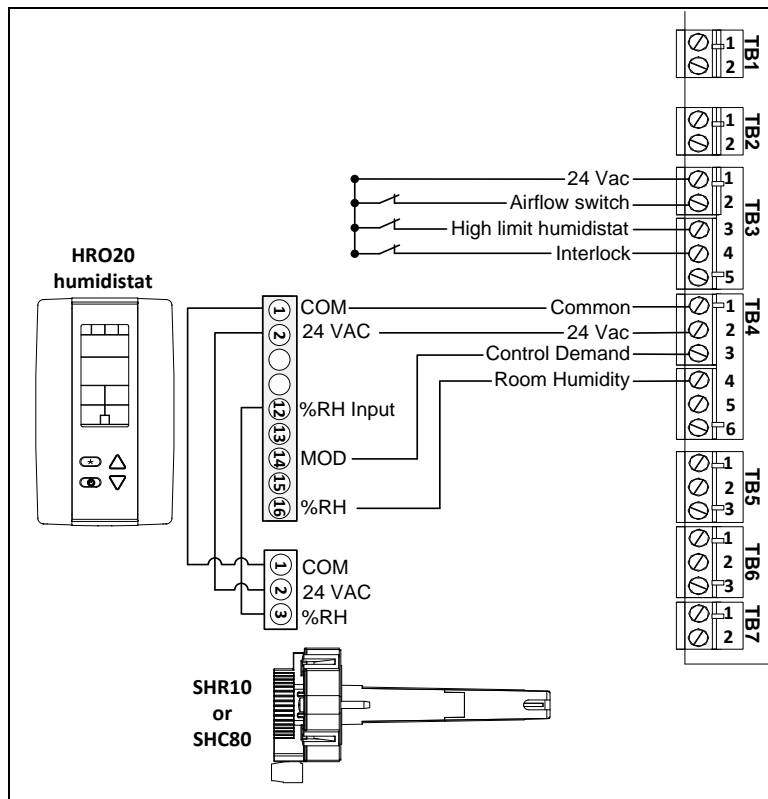 1
2
TB1
1
2
TB2
24 Vac 1
Airflow switch 2
High limit humidistat 3
Interlock 4
5
TB3
HRO20
humidistat
1 COM Common 1
2 24 VAC 24 Vac 2
Control Demand 3
Room Humidity 4
5
6
TB4
12 %RH Input
13
14 MOD
15
16 %RH
1
2
3
TB5
1
2
3
TB6
1
2
TB7
1 COM
2 24 VAC
3 %RH
SHR10
or
SHC80